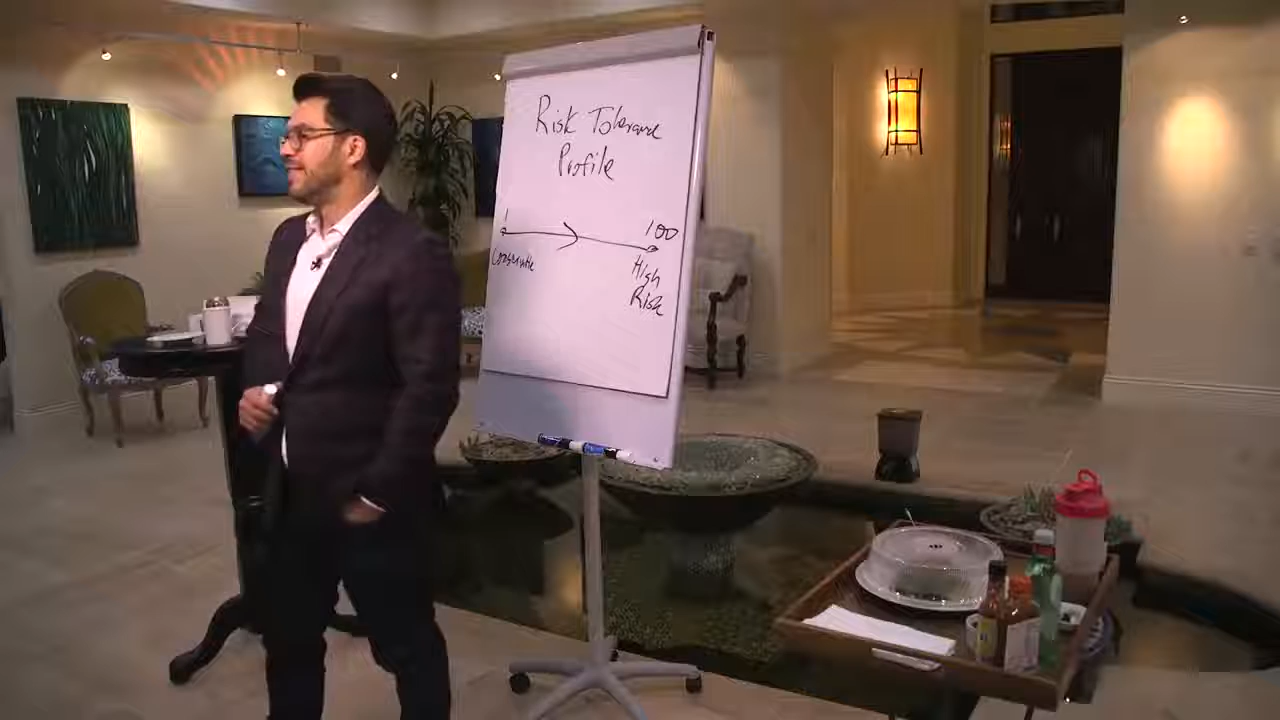 Risk Tolerance
Profile
1
100
Conservative
High
Risk